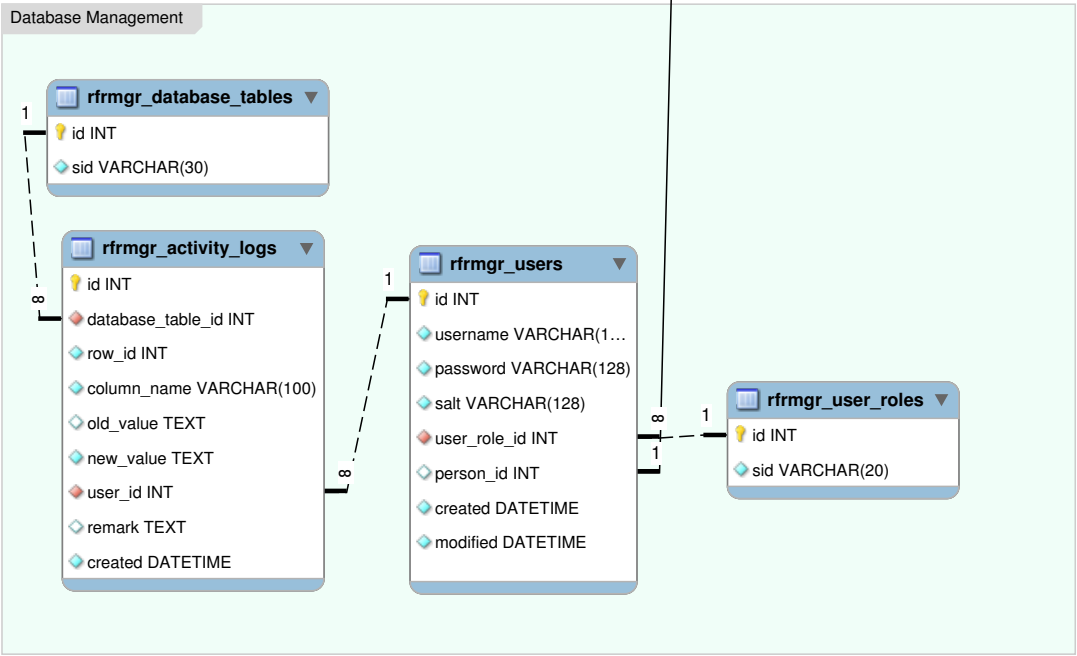 Database Management
rfrmgr_database_tables
1
id INT
sid VARCHAR(30)
rfrmgr_activity_logs
id INT
8
database_table_id INT
row_id INT
column_name VARCHAR(100)
old_value TEXT
new_value TEXT
user_id INT
remark TEXT
created DATETIME
8
rfrmgr_users
1
id INT
username VARCHAR(1…
password VARCHAR(128)
salt VARCHAR(128)
user_role_id INT
person_id INT
created DATETIME
modified DATETIME
8
1
1
rfrmgr_user_roles
id INT
sid VARCHAR(20)